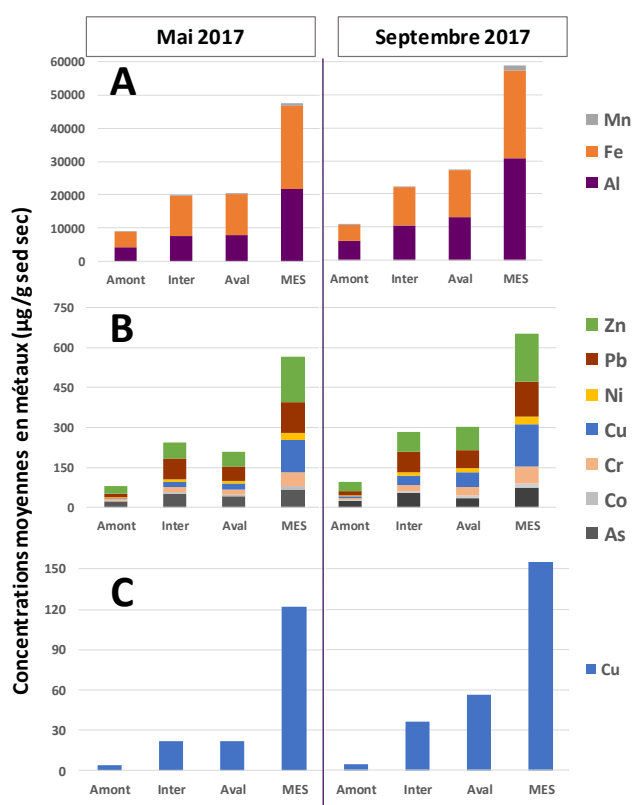 Mai 2017
Septembre 2017
Concentrations moyennes en métaux (µg/g sed sec)
A
60000
50000
40000
30000
20000
10000
0
Amont Inter Aval MES
Amont Inter Aval MES
Mn
Fe
Al
B
750
600
450
300
150
0
Amont Inter Aval MES
Amont Inter Aval MES
Zn
Pb
Ni
Cu
Cr
Co
As
C
150
120
90
60
30
0
Amont Inter Aval MES
Amont Inter Aval MES
Cu